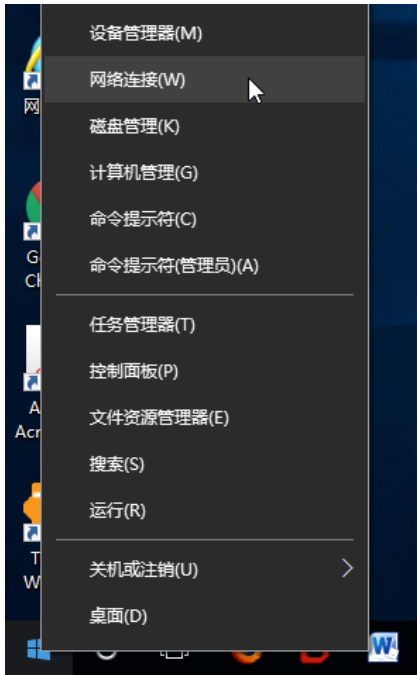 设备管理器(M)
网络连接(W)
磁盘管理(K)
计算机管理(G)
命令提示符(C)
命令提示符(管理员)(A)
任务管理器(T)
控制面板(P)
文件资源管理器(E)
搜索(S)
运行(R)
关机或注销(U)
桌面(D)
网
G
A
Acr
T
W
W